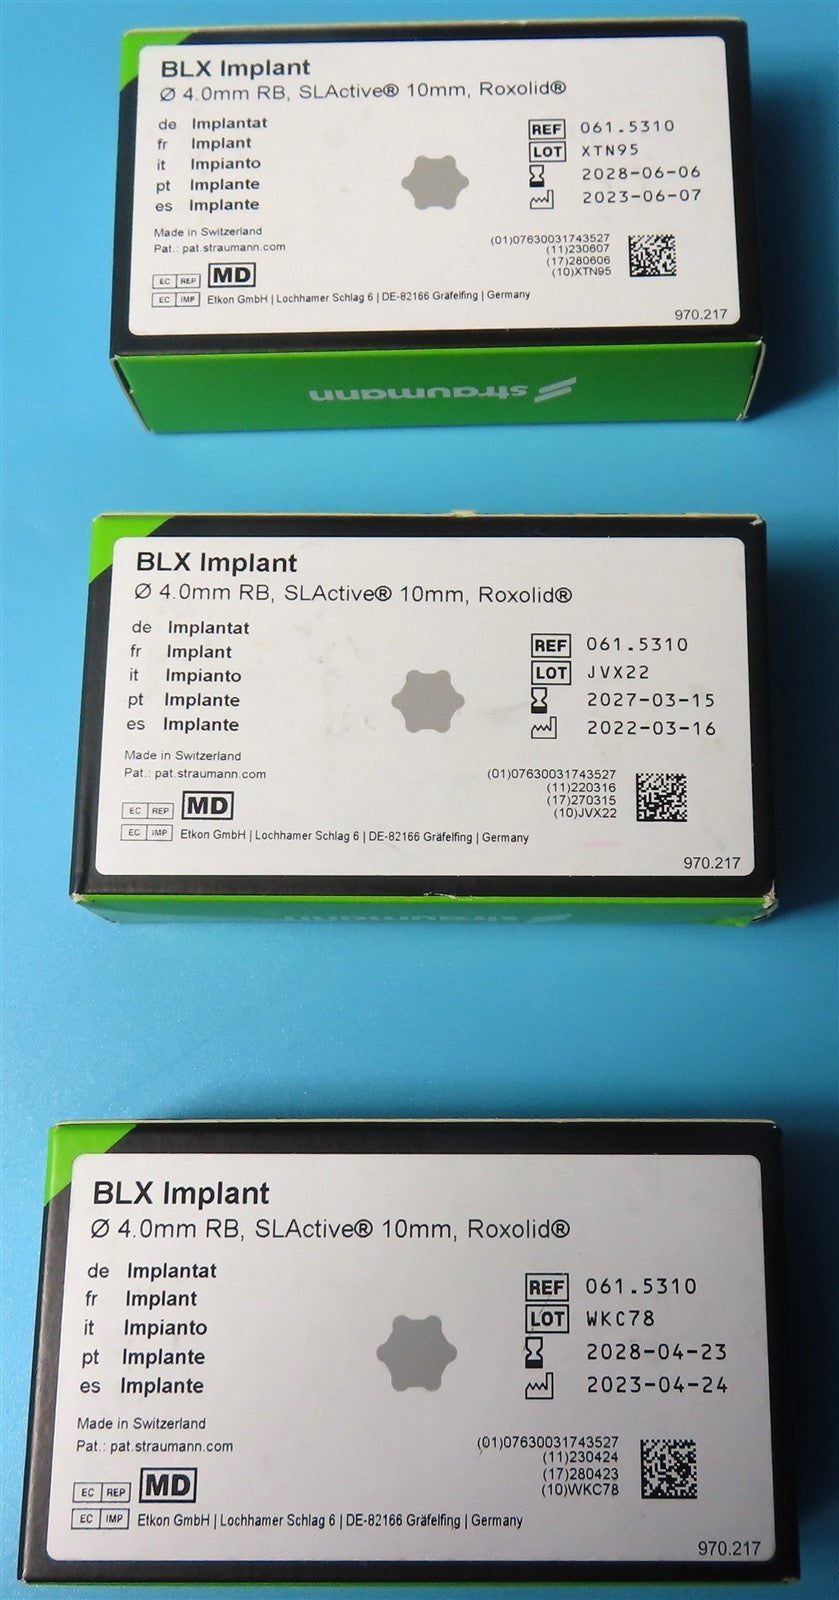 BLX Implant
Ø 4.0mm RB, SLActive® 10mm, Roxolid®
de Implantat
fr Implant
it Impianto
pt Implante
es Implante
REF 061.5310
LOT XTN95
2028-06-06
2023-06-07
Made in Switzerland
Pat.: pat.straumann.com
(01)07630031743527
(11)230607
(17)280606
(10)XTN95
EC REP MD
EC IMP Etkon GmbH | Lochhamer Schlag 6 | DE-82166 Gräfelfing | Germany
970.217
straumann
BLX Implant
Ø 4.0mm RB, SLActive® 10mm, Roxolid®
de Implantat
fr Implant
it Impianto
pt Implante
es Implante
REF 061.5310
LOT JVX22
2027-03-15
2022-03-16
Made in Switzerland
Pat.: pat.straumann.com
(01)07630031743527
(11)220316
(17)270315
(10)JVX22
EC REP MD
EC IMP Etkon GmbH | Lochhamer Schlag 6 | DE-82166 Gräfelfing | Germany
970.217
straumann
BLX Implant
Ø 4.0mm RB, SLActive® 10mm, Roxolid®
de Implantat
fr Implant
it Impianto
pt Implante
es Implante
REF 061.5310
LOT WKC78
2028-04-23
2023-04-24
Made in Switzerland
Pat.: pat.straumann.com
(01)07630031743527
(11)230424
(17)280423
(10)WKC78
EC REP MD
EC IMP Etkon GmbH | Lochhamer Schlag 6 | DE-82166 Gräfelfing | Germany
970.217